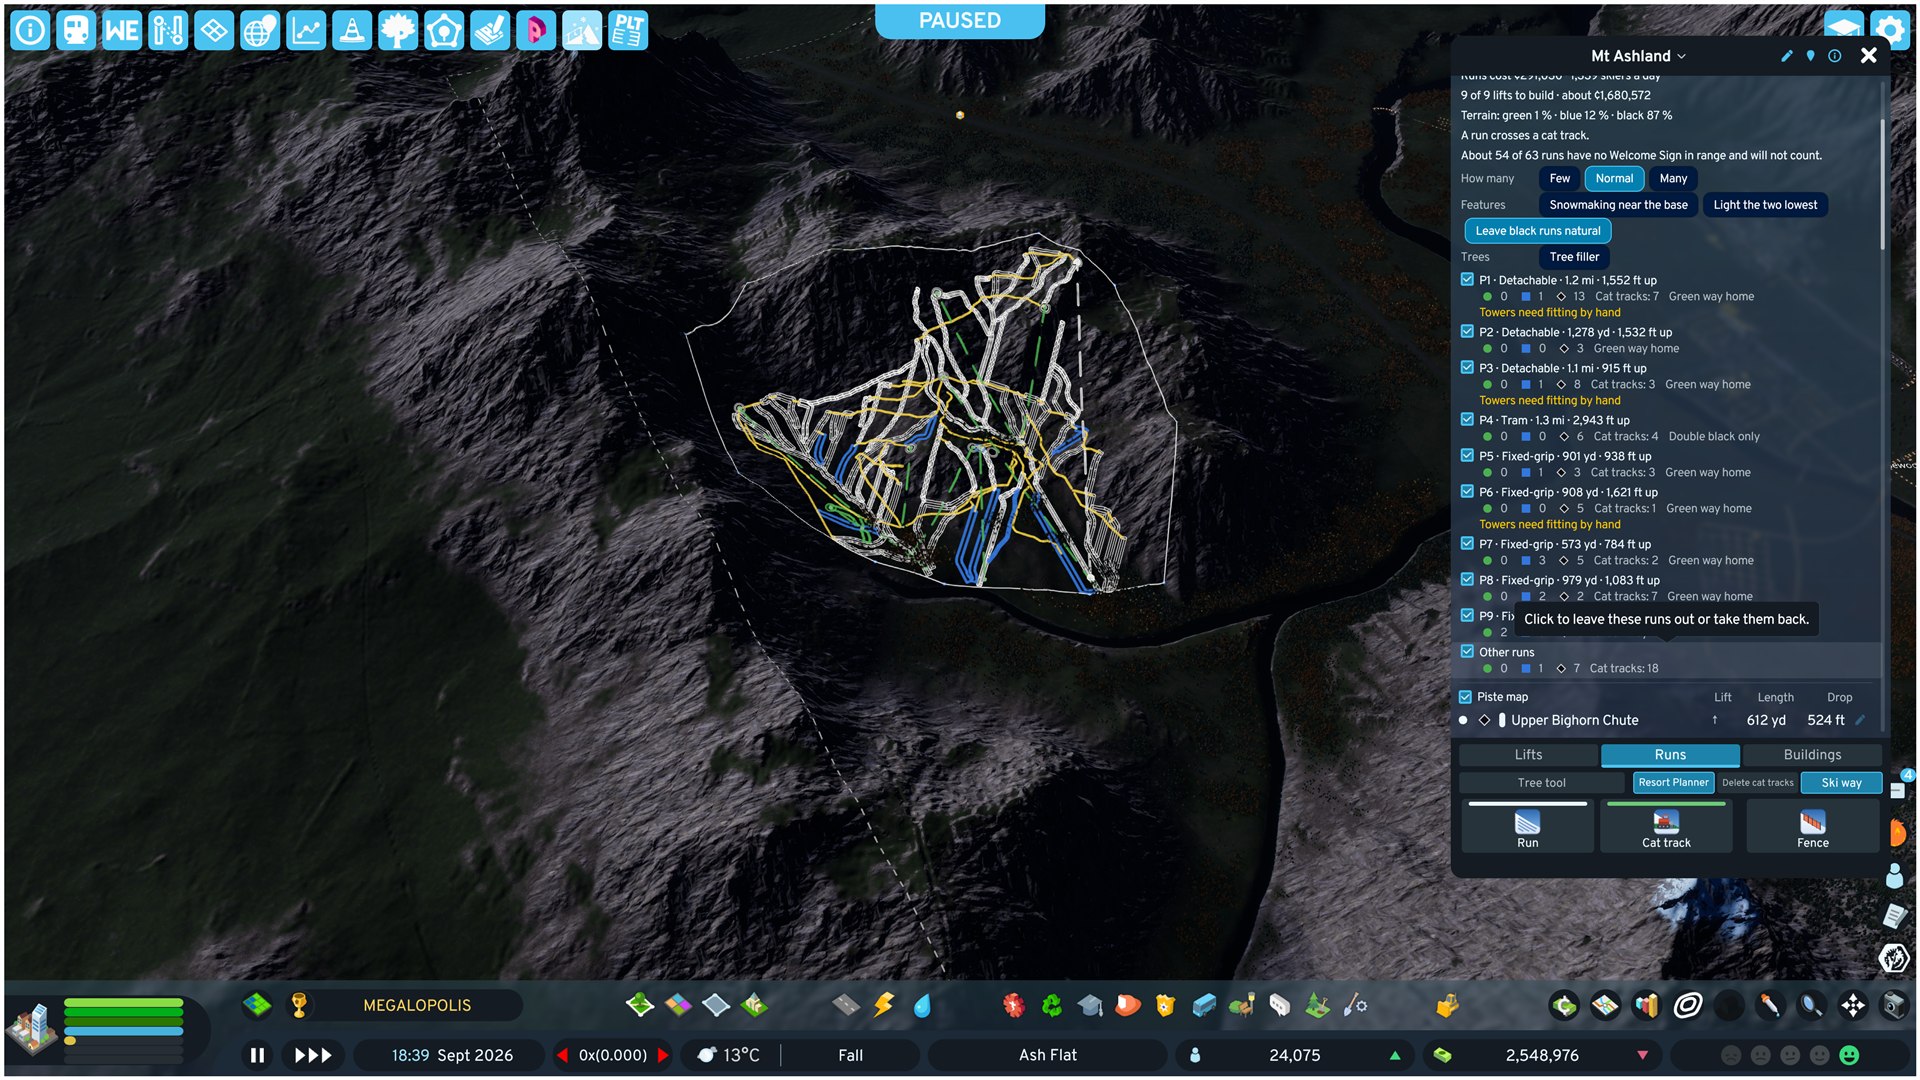 PAUSED
WE
PLT
Mt Ashland
Runs cost ¢291,050 · 1,559 skiers a day
9 of 9 lifts to build · about ¢1,680,572
Terrain: green 1 % · blue 12 % · black 87 %
A run crosses a cat track.
About 54 of 63 runs have no Welcome Sign in range and will not count.
How many Few Normal Many
Features Snowmaking near the base Light the two lowest
Leave black runs natural
Trees Tree filler
P1 · Detachable · 1.2 mi · 1,552 ft up
0 1 13 Cat tracks: 7 Green way home
Towers need fitting by hand
P2 · Detachable · 1,278 yd · 1,532 ft up
0 0 3 Green way home
P3 · Detachable · 1.1 mi · 915 ft up
0 1 8 Cat tracks: 3 Green way home
Towers need fitting by hand
P4 · Tram · 1.3 mi · 2,943 ft up
0 0 6 Cat tracks: 4 Double black only
P5 · Fixed-grip · 901 yd · 938 ft up
0 1 3 Cat tracks: 3 Green way home
P6 · Fixed-grip · 908 yd · 1,621 ft up
0 0 5 Cat tracks: 1 Green way home
Towers need fitting by hand
P7 · Fixed-grip · 573 yd · 784 ft up
0 3 5 Cat tracks: 2 Green way home
P8 · Fixed-grip · 979 yd · 1,083 ft up
0 2 2 Cat tracks: 7 Green way home
P9 · Fix
Click to leave these runs out or take them back.
2
Other runs
0 1 7 Cat tracks: 18
Piste map Lift Length Drop
Upper Bighorn Chute ↑ 612 yd 524 ft
Lifts Runs Buildings
Tree tool Resort Planner Delete cat tracks Ski way
Run Cat track Fence
4
MEGALOPOLIS
18:39 Sept 2026
0x(0.000)
13°C
Fall
Ash Flat
24,075
2,548,976